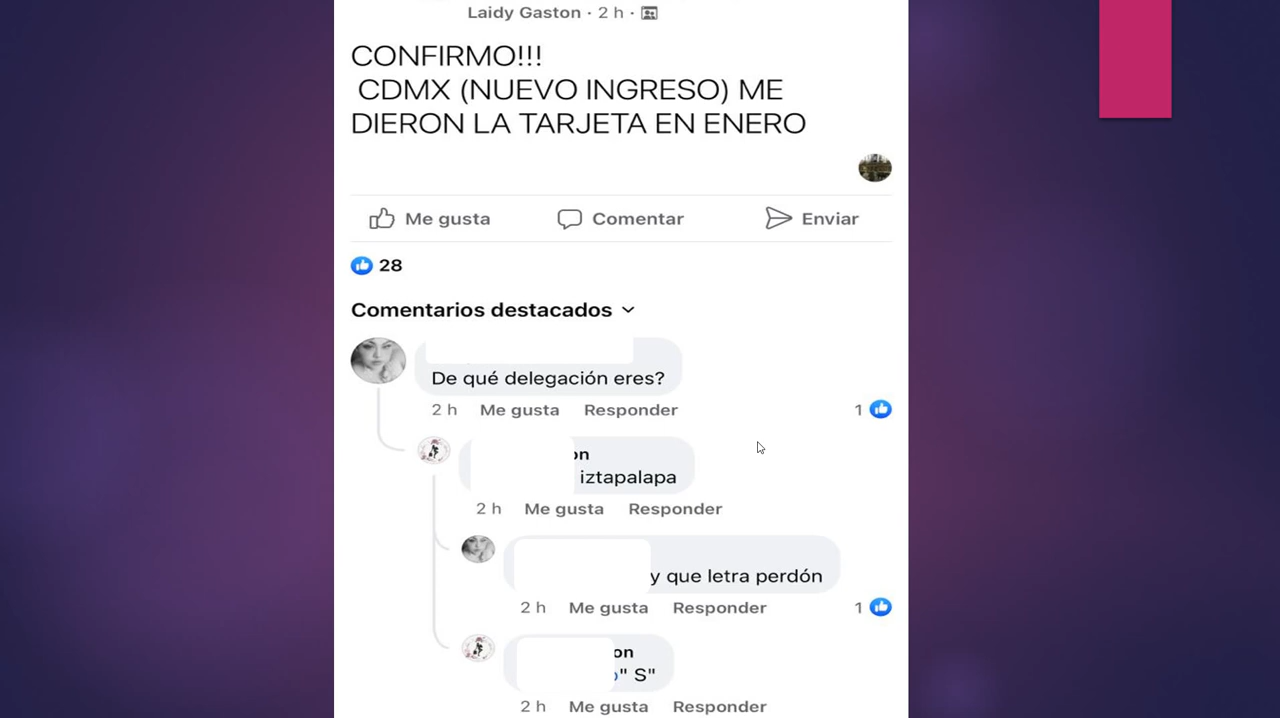 Laidy Gaston · 2 h ·
CONFIRMO!!!
CDMX (NUEVO INGRESO) ME
DIERON LA TARJETA EN ENERO
Me gusta Comentar Enviar
28
Comentarios destacados
De qué delegación eres?
2 h Me gusta Responder 1
on
iztapalapa
2 h Me gusta Responder
y que letra perdón
2 h Me gusta Responder 1
on
" S"
2 h Me gusta Responder